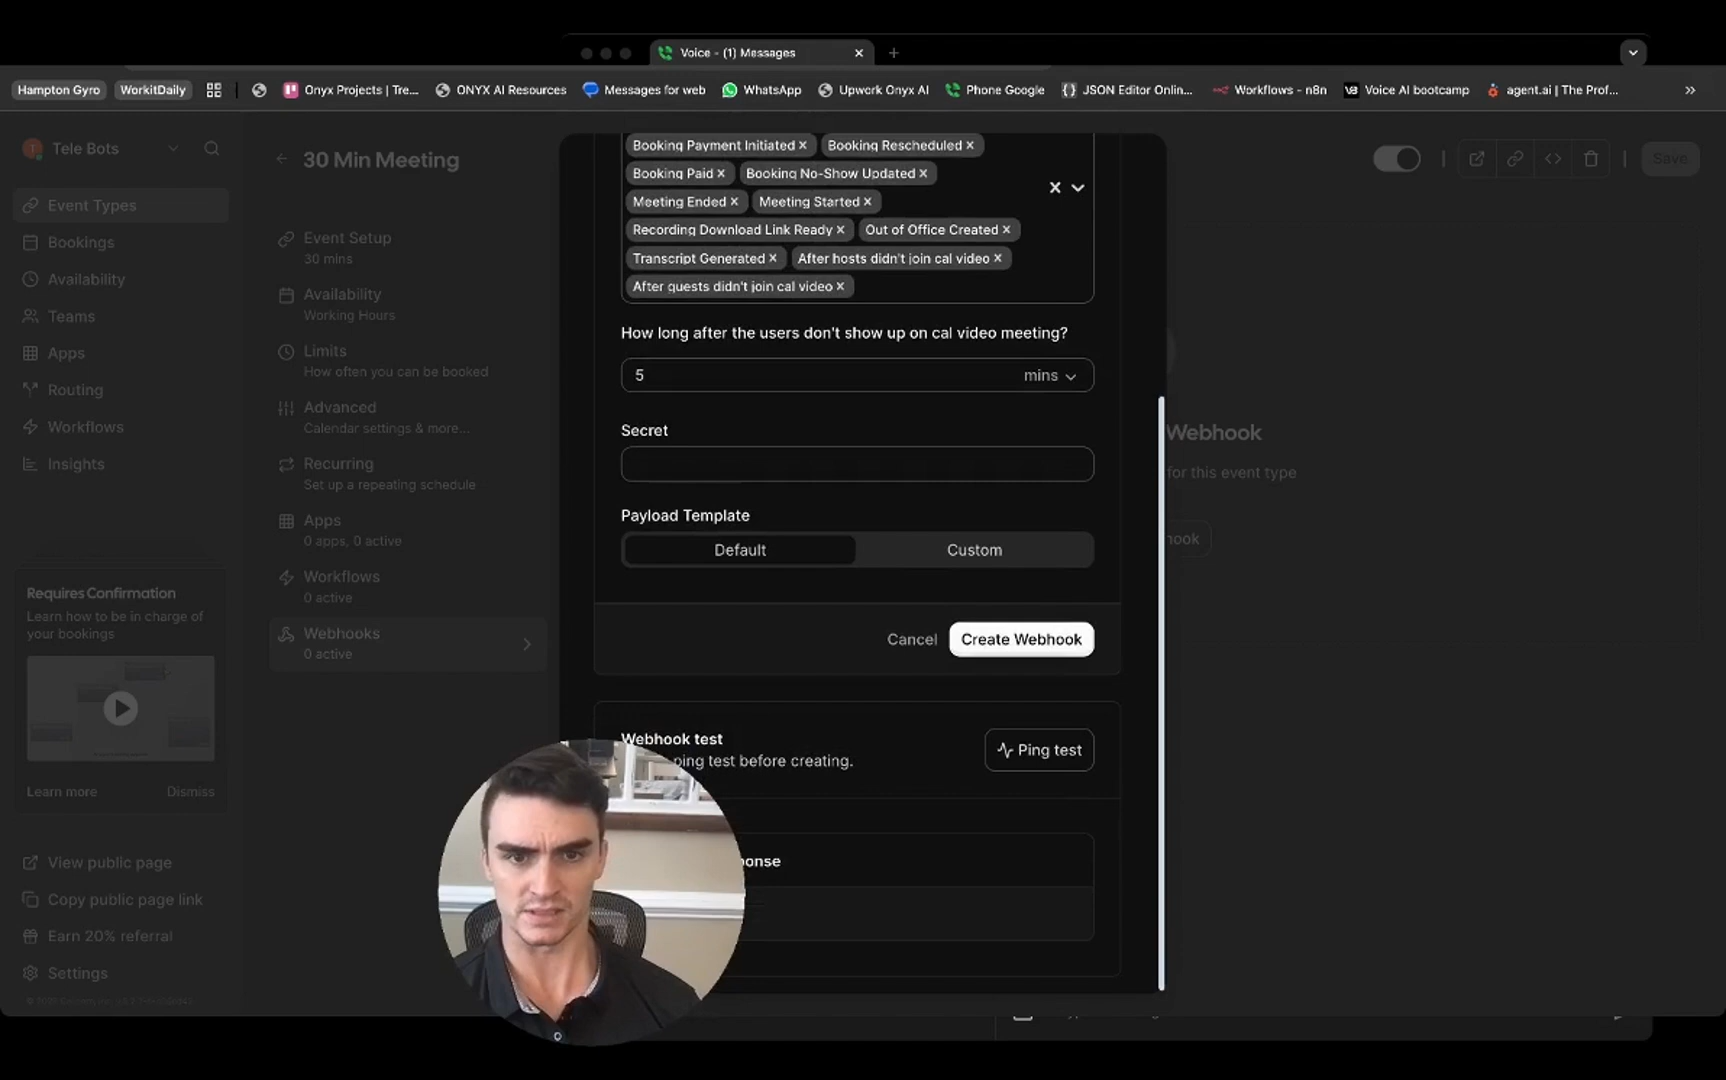 Voice - (1) Messages
Hampton Gyro
WorkitDaily
Onyx Projects | Tre...
ONYX AI Resources
Messages for web
WhatsApp
Upwork Onyx AI
Phone Google
JSON Editor Onlin...
Workflows - n8n
Voice AI bootcamp
agent.ai | The Prof...
Tele Bots
Event Types
Bookings
Availability
Teams
Apps
Routing
Workflows
Insights
Requires Confirmation
Learn how to be in charge of
your bookings
Learn more
Dismiss
View public page
Copy public page link
Earn 20% referral
Settings
30 Min Meeting
Save
Event Setup
30 mins
Availability
Working Hours
Limits
How often you can be booked
Advanced
Calendar settings & more...
Recurring
Set up a repeating schedule
Apps
0 apps, 0 active
Workflows
0 active
Webhooks
0 active
Booking Payment Initiated
Booking Rescheduled
Booking Paid
Booking No-Show Updated
Meeting Ended
Meeting Started
Recording Download Link Ready
Out of Office Created
Transcript Generated
After hosts didn't join cal video
After guests didn't join cal video
How long after the users don't show up on cal video meeting?
5
mins
Secret
Payload Template
Default
Custom
Cancel
Create Webhook
Webhook test
ping test before creating.
Ping test
Webhook
for this event type